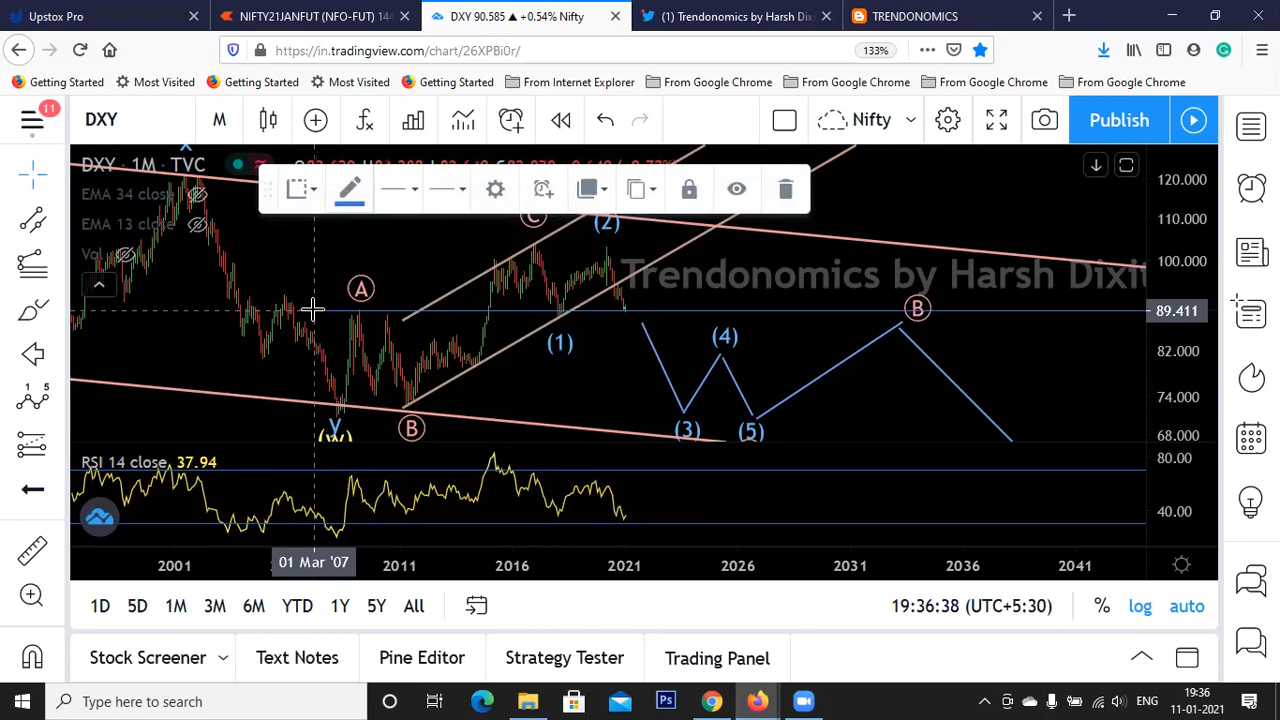 Upstox Pro
NIFTY21JANFUT (NFO-FUT) 144
DXY 90.585 ▲ +0.54% Nifty
(1) Trendonomics by Harsh Dixi
TRENDONOMICS
https://in.tradingview.com/chart/26XPBi0r/
133%
Getting Started
Most Visited
Getting Started
Most Visited
Getting Started
From Internet Explorer
From Google Chrome
From Google Chrome
From Google Chrome
From Google Chrome
11
DXY
M
Nifty
Publish
DXY · 1M · TVC
EMA 34 close
EMA 13 close
Vol
120.000
110.000
100.000
89.411
82.000
74.000
68.000
Trendonomics by Harsh Dixit
C
(2)
A
B
(1)
(4)
(3)
(5)
B
Y
(W)
RSI 14 close 37.94
80.00
40.00
2001
01 Mar '07
2011
2016
2021
2026
2031
2036
2041
1D
5D
1M
3M
6M
YTD
1Y
5Y
All
19:36:38 (UTC+5:30)
%
log
auto
Stock Screener
Text Notes
Pine Editor
Strategy Tester
Trading Panel
Type here to search
ENG
19:36
11-01-2021